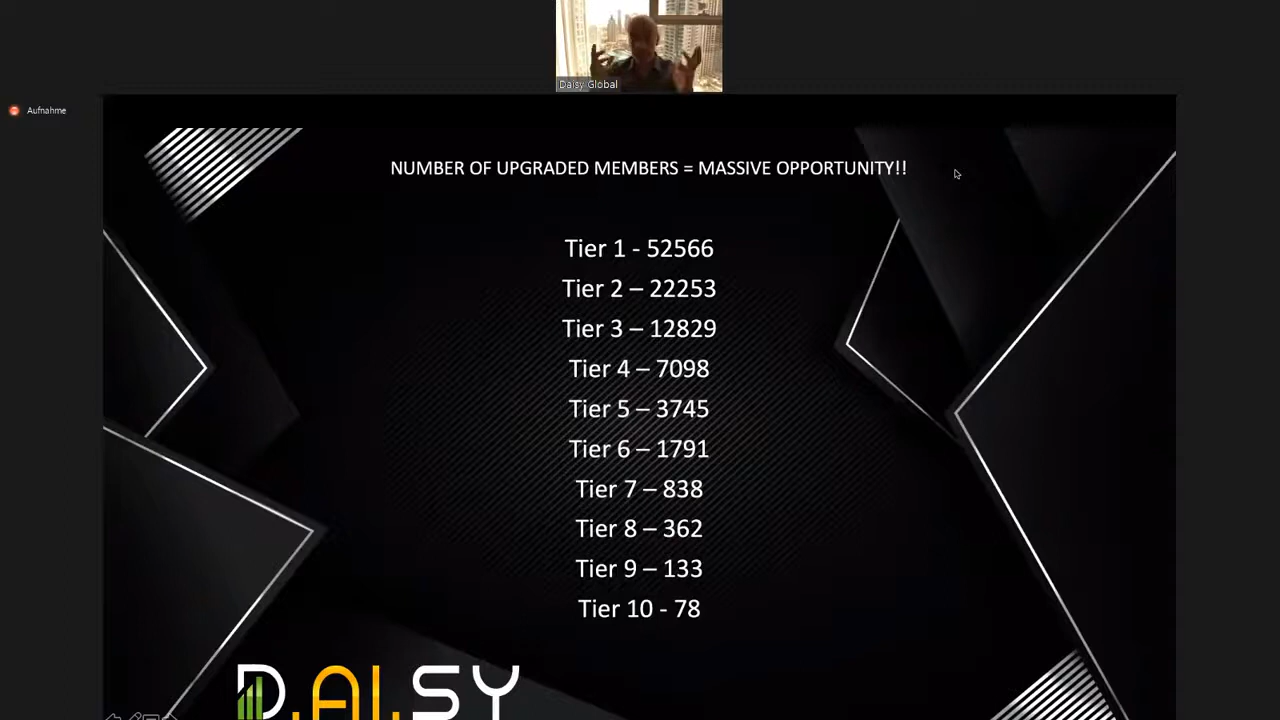 Daisy Global
Aufnahme
NUMBER OF UPGRADED MEMBERS = MASSIVE OPPORTUNITY!!
Tier 1 - 52566
Tier 2 – 22253
Tier 3 – 12829
Tier 4 – 7098
Tier 5 – 3745
Tier 6 – 1791
Tier 7 – 838
Tier 8 – 362
Tier 9 – 133
Tier 10 - 78
D.AI.SY